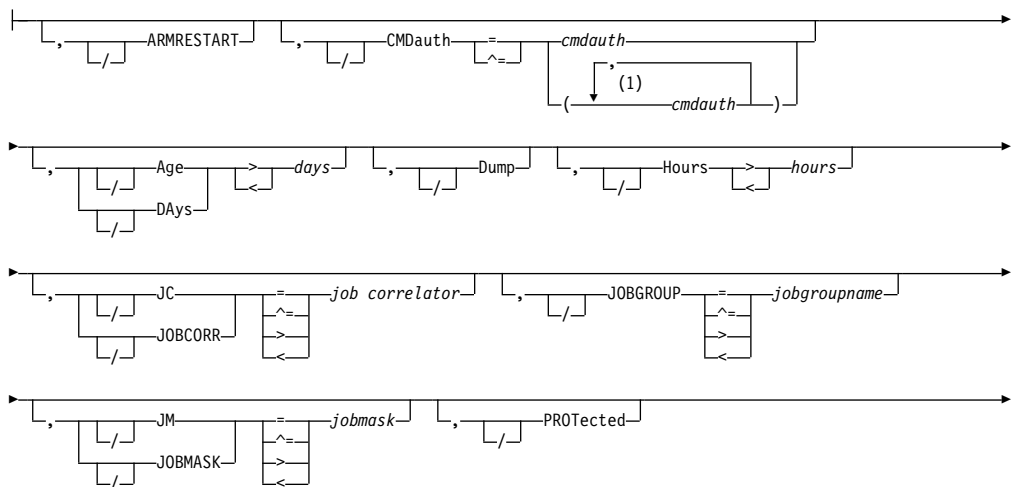 , / ARMRESTART , / CMDauth = cmdauth
^=
,
(1)
( cmdauth )
, / Age > days , / Dump , / Hours > hours
< <
/ DAys
, / JC = job correlator , / JOBGROUP = jobgroupname
^= ^=
/ JOBCORR > >
< <
, / JM = jobmask , / PROTected
^=
/ JOBMASK >
<